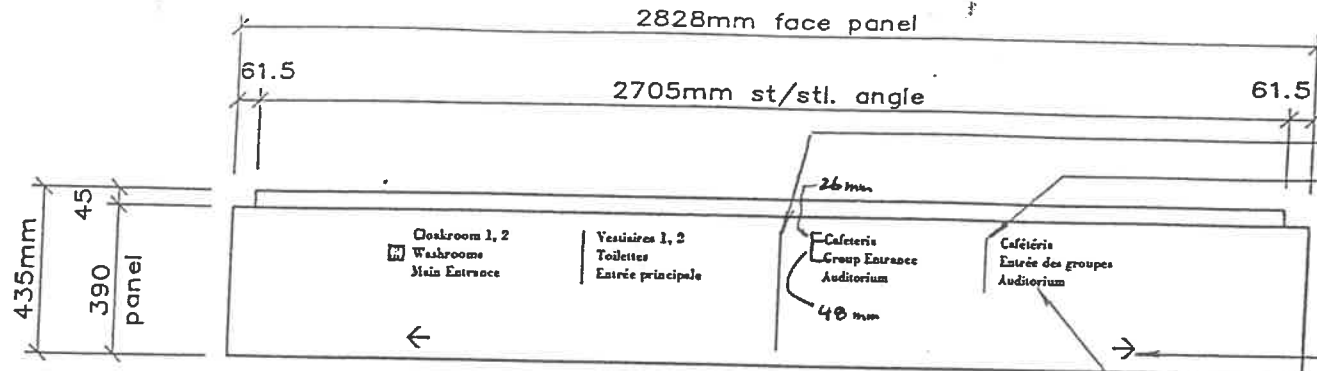 2828mm face panel
61.5
2705mm st/stl. angle
61.5
435mm
45
390
panel
26mm
48 mm
Cloakroom 1, 2
Washrooms
Main Entrance
Vestiaires 1, 2
Toilettes
Entrée principale
Cafeteria
Group Entrance
Auditorium
Cafétéria
Entrée des groupes
Auditorium